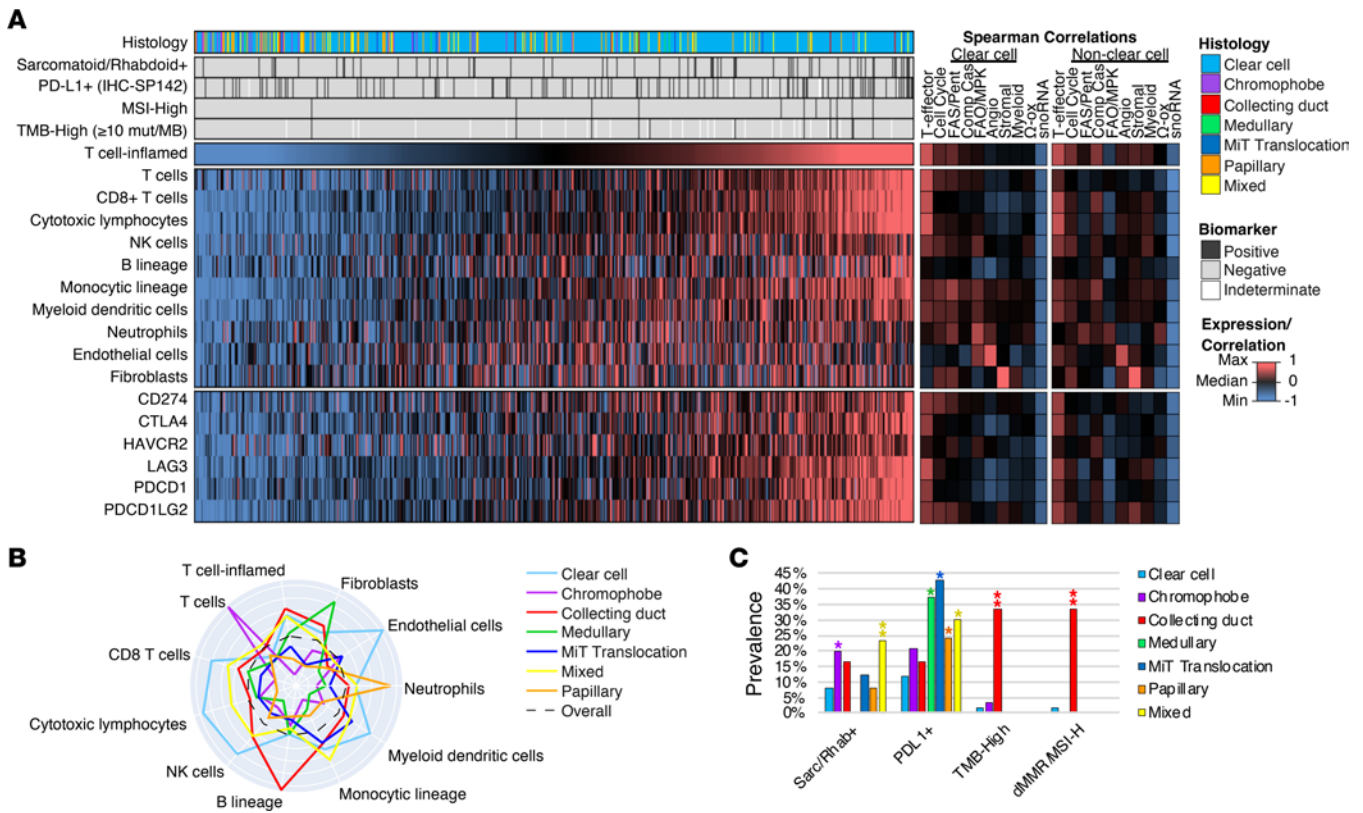 A
Histology
Sarcomatoid/Rhabdoid+
PD-L1+ (IHC-SP142)
MSI-High
TMB-High (≥10 mut/MB)
T cell-inflamed
T cells
CD8+ T cells
Cytotoxic lymphocytes
NK cells
B lineage
Monocytic lineage
Myeloid dendritic cells
Neutrophils
Endothelial cells
Fibroblasts
CD274
CTLA4
HAVCR2
LAG3
PDCD1
PDCD1LG2
Spearman Correlations
Clear cell
Non-clear cell
T-effector
Cell Cycle
FAS/Pent
Comp Cas
FAO/MPK
Angio
Stromal
Myeloid
Ω-ox
snoRNA
T-effector
Cell Cycle
FAS/Pent
Comp Cas
FAO/MPK
Angio
Stromal
Myeloid
Ω-ox
snoRNA
Histology
Clear cell
Chromophobe
Collecting duct
Medullary
MiT Translocation
Papillary
Mixed
Biomarker
Positive
Negative
Indeterminate
Expression/
Correlation
Max 1
Median 0
Min -1
B
T cell-inflamed
Fibroblasts
T cells
Endothelial cells
CD8 T cells
Neutrophils
Cytotoxic lymphocytes
Myeloid dendritic cells
NK cells
Monocytic lineage
B lineage
Clear cell
Chromophobe
Collecting duct
Medullary
MiT Translocation
Mixed
Papillary
Overall
C
Prevalence
45%
40%
35%
30%
25%
20%
15%
10%
5%
0%
Sarc/Rhab+
PDL1+
TMB-High
dMMR/MSI-H
Clear cell
Chromophobe
Collecting duct
Medullary
MiT Translocation
Papillary
Mixed